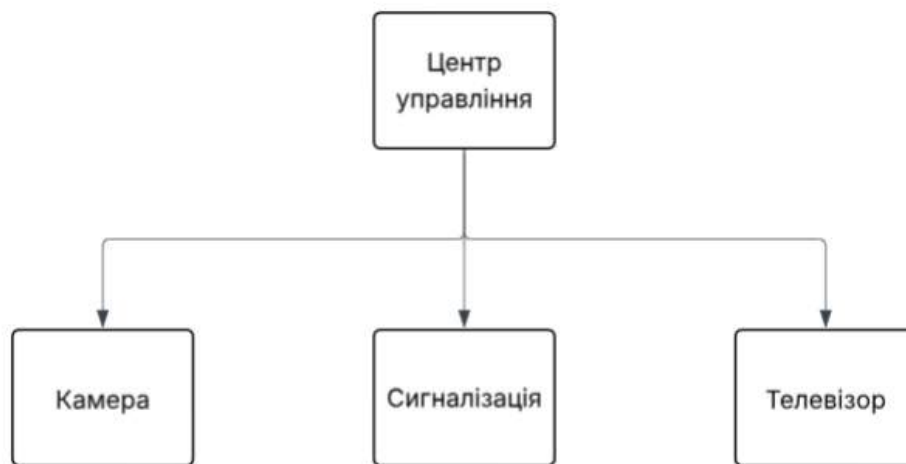 Центр
управління
Камера
Сигналізація
Телевізор